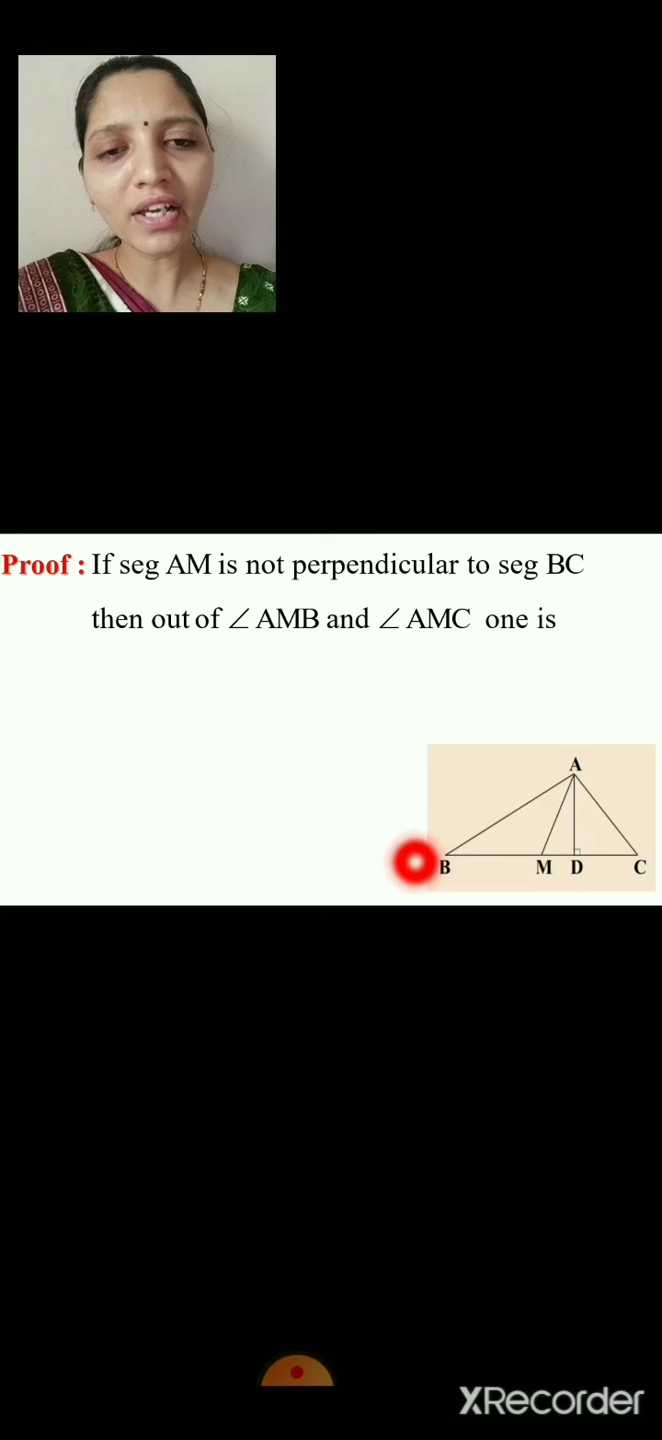 Proof : If seg AM is not perpendicular to seg BC
then out of ∠ AMB and ∠ AMC one is
A
B M D C
XRecorder